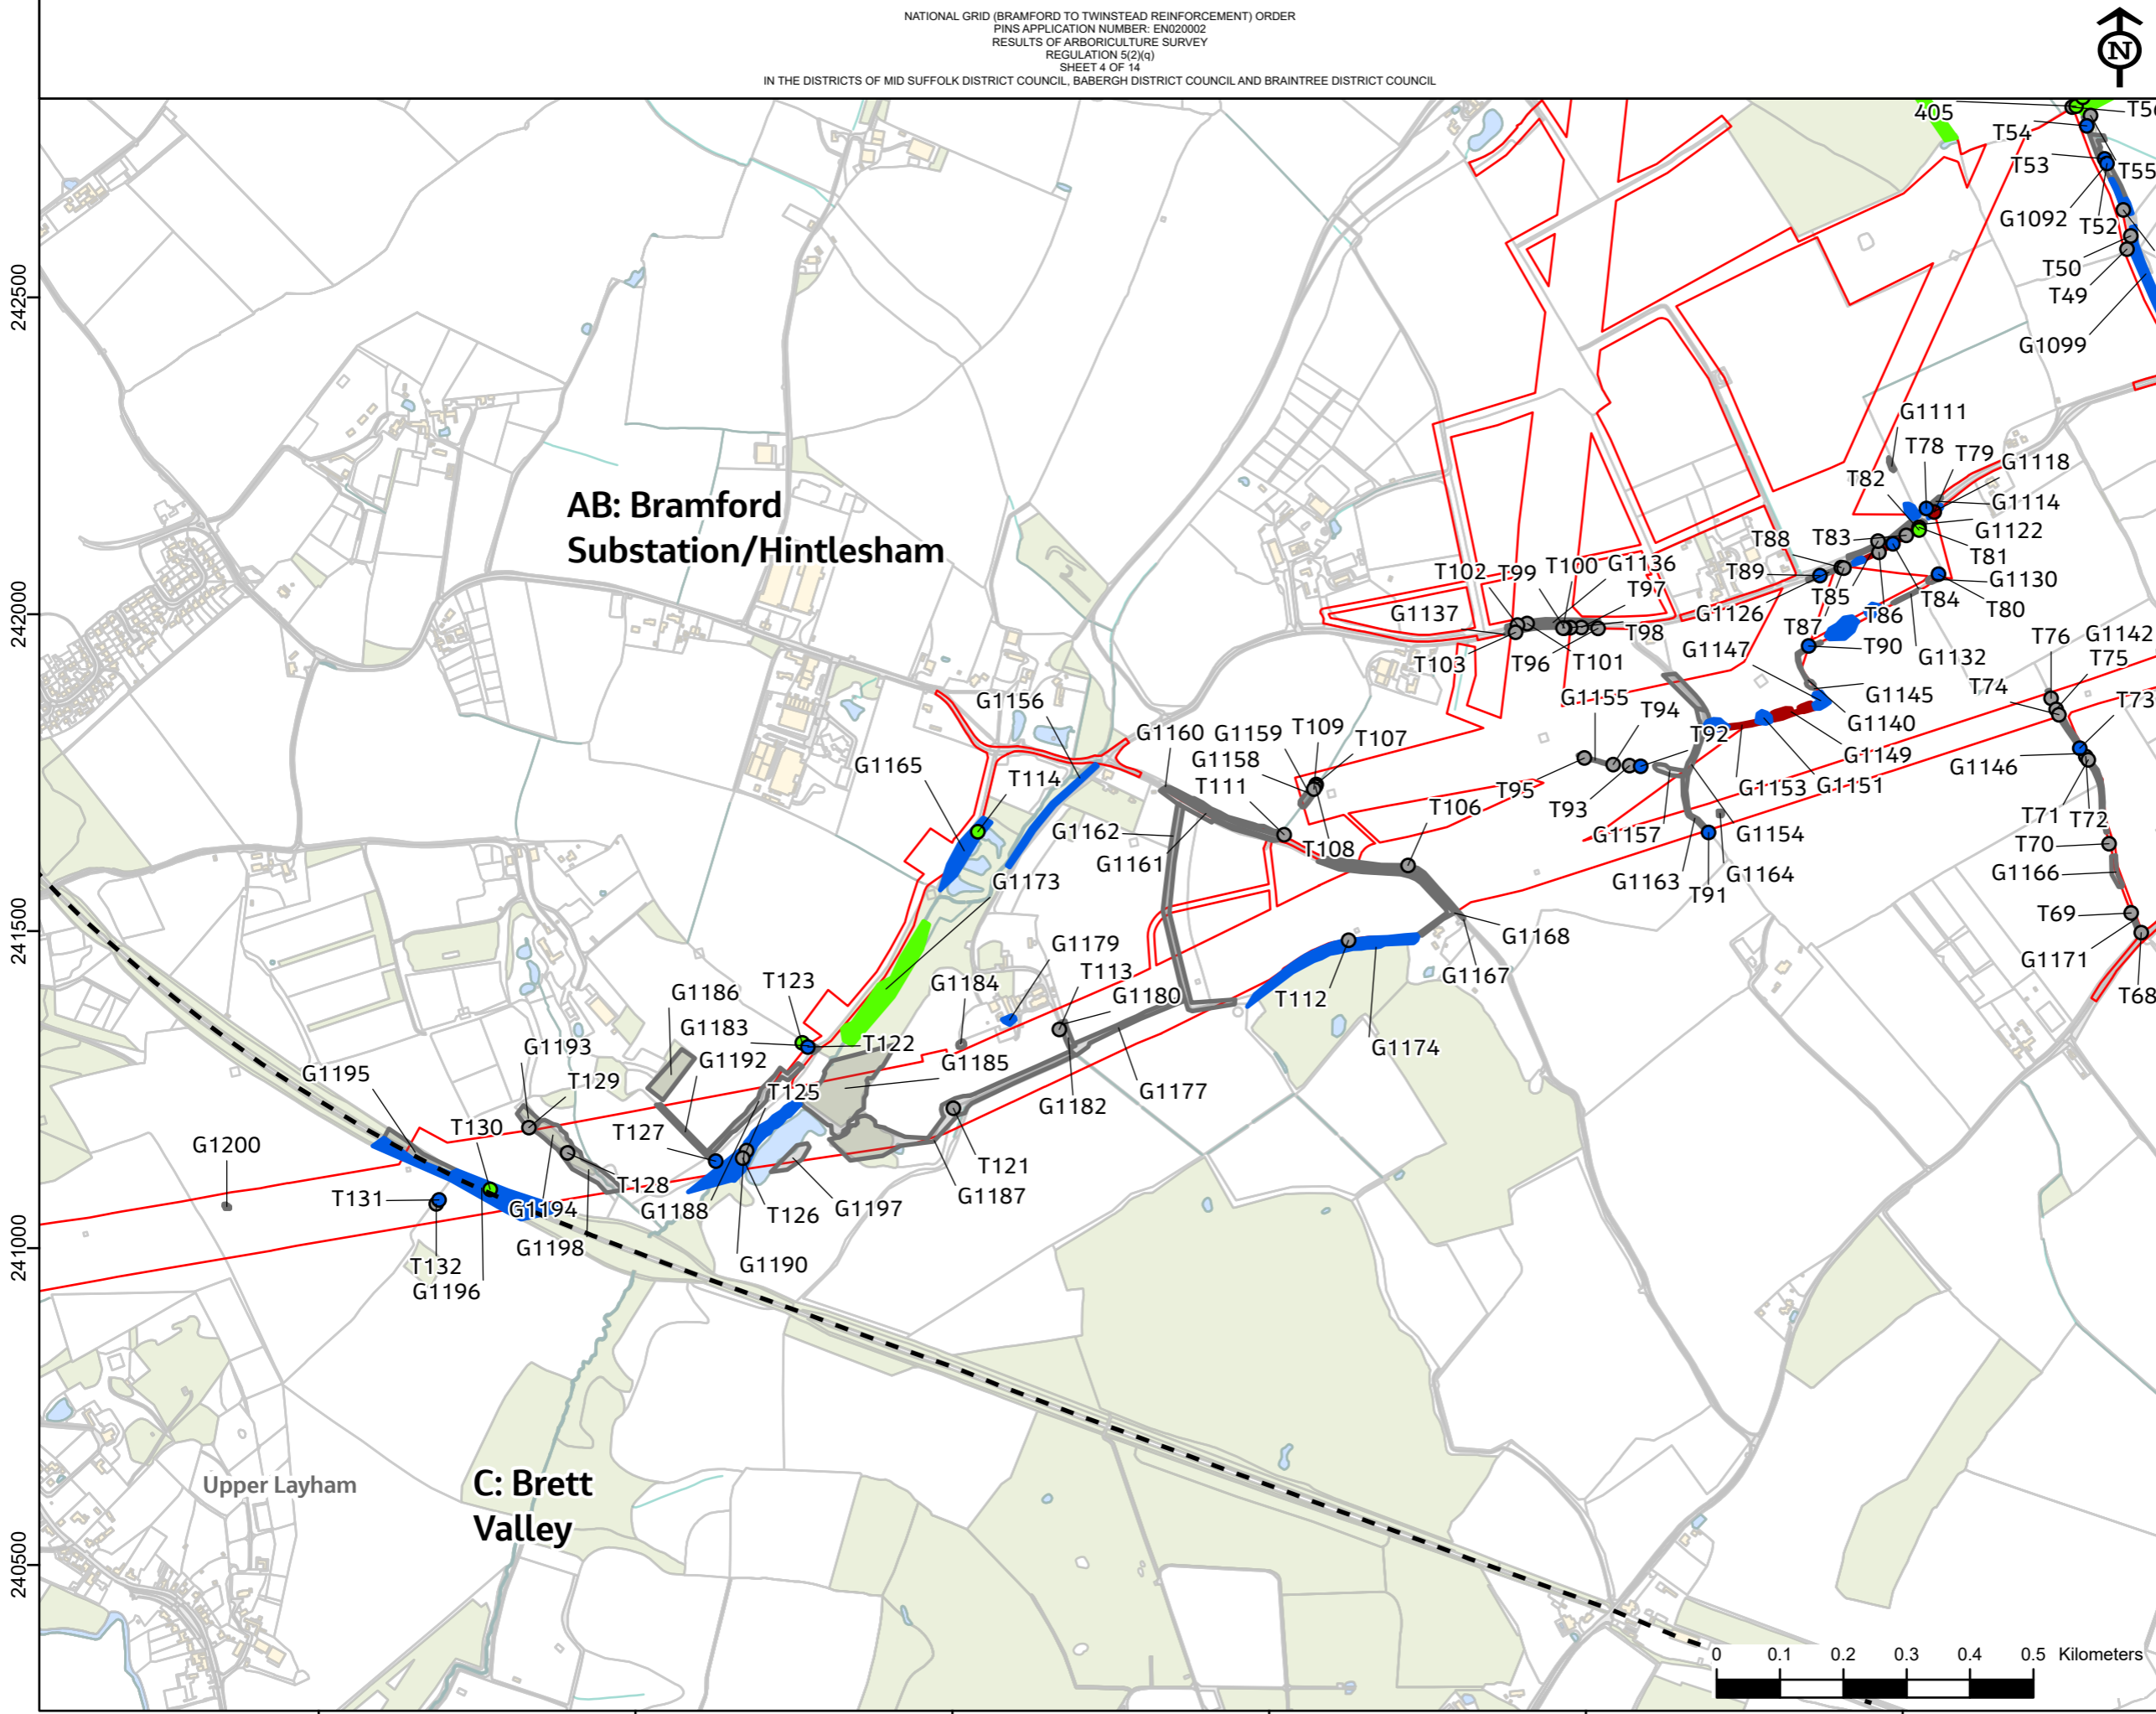 NATIONAL GRID (BRAMFORD TO TWINSTEAD REINFORCEMENT) ORDER
PINS APPLICATION NUMBER: EN020002
RESULTS OF ARBORICULTURE SURVEY
REGULATION 5(2)(q)
SHEET 4 OF 14
IN THE DISTRICTS OF MID SUFFOLK DISTRICT COUNCIL, BABERGH DISTRICT COUNCIL AND BRAINTREE DISTRICT COUNCIL
N
405
T56
T54
T53
T55
G1092
T52
T50
T49
G1099
242500
G1111
T78
T79
G1118
T82
G1114
G1122
T83
T81
T88
T89
G1130
T85
T86
T84
T80
G1126
AB: Bramford
Substation/Hintlesham
T102
T99
T100
G1136
T97
G1137
T98
T103
T96
T101
242000
T87
T90
G1132
G1147
T76
G1142
T75
T74
T73
G1145
G1140
G1155
T94
T92
G1149
G1146
G1156
G1160
G1159
T109
T107
G1158
T111
T106
T95
T93
G1153
G1151
G1165
T114
G1162
G1161
T108
G1157
G1154
T71
T72
T70
G1166
G1173
G1163
G1164
T91
T69
241500
G1179
T113
G1168
G1167
G1171
T68
G1186
T123
G1184
G1180
T112
G1183
G1193
G1192
T122
G1174
G1195
T129
G1185
T125
G1177
G1182
T130
T127
G1200
T121
T131
T128
G1187
G1194
G1188
T126
G1197
241000
T132
G1198
G1190
G1196
Upper Layham
C: Brett
Valley
240500
0 0.1 0.2 0.3 0.4 0.5 Kilometers